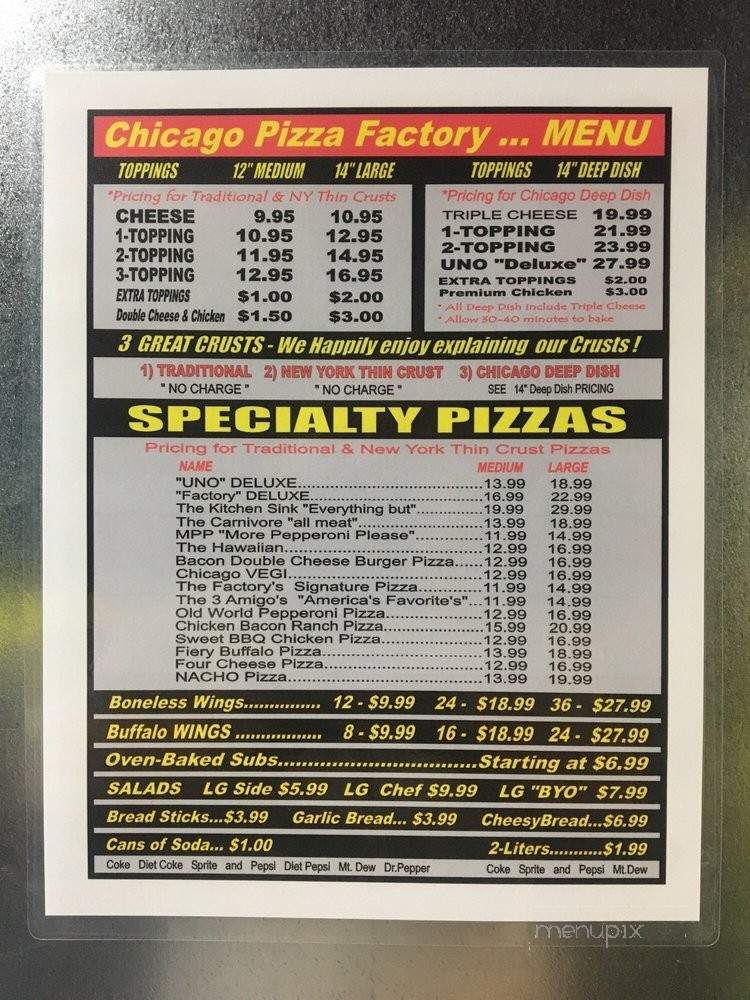 Chicago Pizza Factory ... MENU
TOPPINGS 12" MEDIUM 14" LARGE
*Pricing for Traditional & NY Thin Crusts
CHEESE 9.95 10.95
1-TOPPING 10.95 12.95
2-TOPPING 11.95 14.95
3-TOPPING 12.95 16.95
EXTRA TOPPINGS $1.00 $2.00
Double Cheese & Chicken $1.50 $3.00
TOPPINGS 14" DEEP DISH
*Pricing for Chicago Deep Dish
TRIPLE CHEESE 19.99
1-TOPPING 21.99
2-TOPPING 23.99
UNO "Deluxe" 27.99
EXTRA TOPPINGS $2.00
Premium Chicken $3.00
* All Deep Dish Include Triple Cheese
* Allow 30-40 minutes to bake
3 GREAT CRUSTS - We Happily enjoy explaining our Crusts !
1) TRADITIONAL 2) NEW YORK THIN CRUST 3) CHICAGO DEEP DISH
" NO CHARGE " " NO CHARGE " SEE 14" Deep Dish PRICING
SPECIALTY PIZZAS
Pricing for Traditional & New York Thin Crust Pizzas
NAME MEDIUM LARGE
"UNO" DELUXE...13.99 18.99
"Factory" DELUXE...16.99 22.99
The Kitchen Sink "Everything but"...19.99 29.99
The Carnivore "all meat"...13.99 18.99
MPP "More Pepperoni Please"...11.99 14.99
The Hawaiian...12.99 16.99
Bacon Double Cheese Burger Pizza...12.99 16.99
Chicago VEGI...12.99 16.99
The Factory's Signature Pizza...11.99 14.99
The 3 Amigo's "America's Favorite's"...11.99 14.99
Old World Pepperoni Pizza...12.99 16.99
Chicken Bacon Ranch Pizza...15.99 20.99
Sweet BBQ Chicken Pizza...12.99 16.99
Fiery Buffalo Pizza...13.99 18.99
Four Cheese Pizza...12.99 16.99
NACHO Pizza...13.99 19.99
Boneless Wings............... 12 - $9.99 24 - $18.99 36 - $27.99
Buffalo WINGS .................. 8 - $9.99 16 - $18.99 24 - $27.99
Oven-Baked Subs...Starting at $6.99
SALADS LG Side $5.99 LG Chef $9.99 LG "BYO" $7.99
Bread Sticks...$3.99 Garlic Bread... $3.99 CheesyBread...$6.99
Cans of Soda... $1.00 2-Liters...........$1.99
Coke Diet Coke Sprite and Pepsi Diet Pepsi Mt. Dew Dr.Pepper Coke Sprite and Pepsi Mt.Dew
menupix